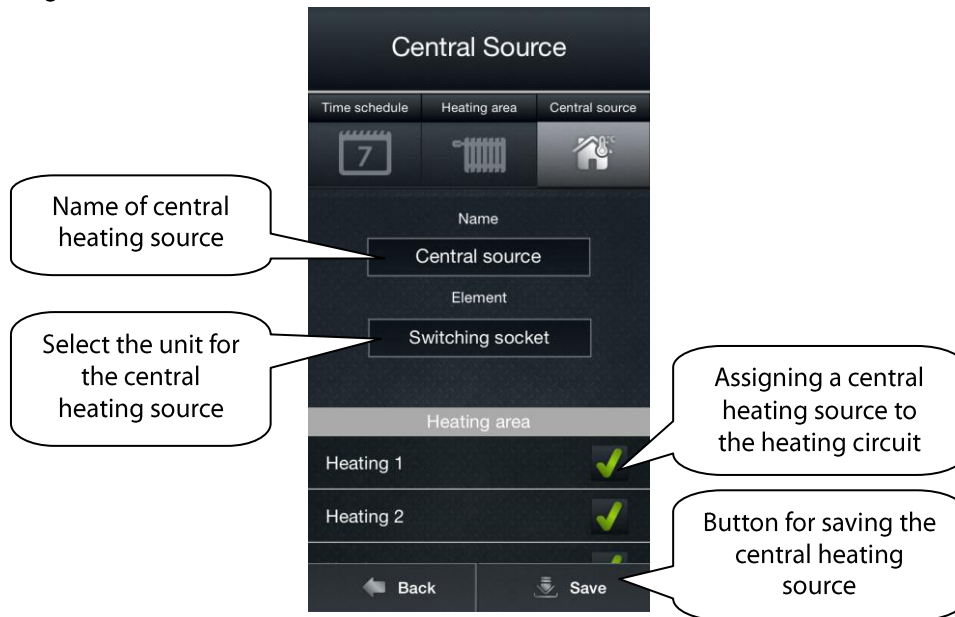 Central Source
Time schedule Heating area Central source
7
°C
Name of central
heating source
Name
Central source
Element
Switching socket
Select the unit for
the central
heating source
Heating area
Heating 1
Heating 2
Assigning a central
heating source to
the heating circuit
Back Save
Button for saving the
central heating
source